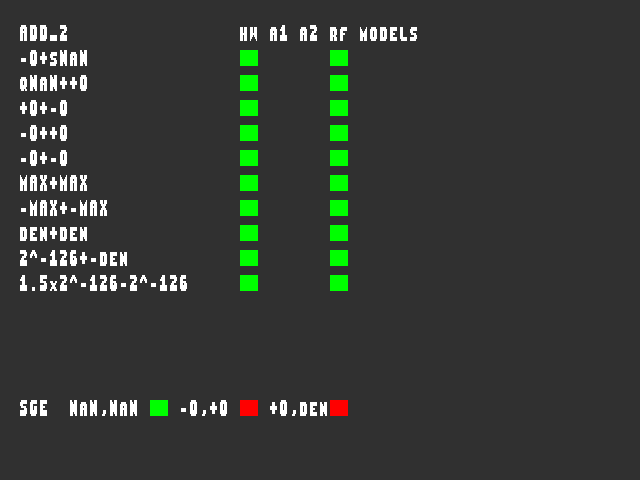 ADD_2 HW A1 A2 RF MODELS
-0+SNAN
QNAN++0
+0+-0
-0++0
-0+-0
MAX+MAX
-MAX+-MAX
DEN+DEN
2^-126+-DEN
1.5x2^-126-2^-126
SGE NAN,NAN -0,+0 +0,DEN